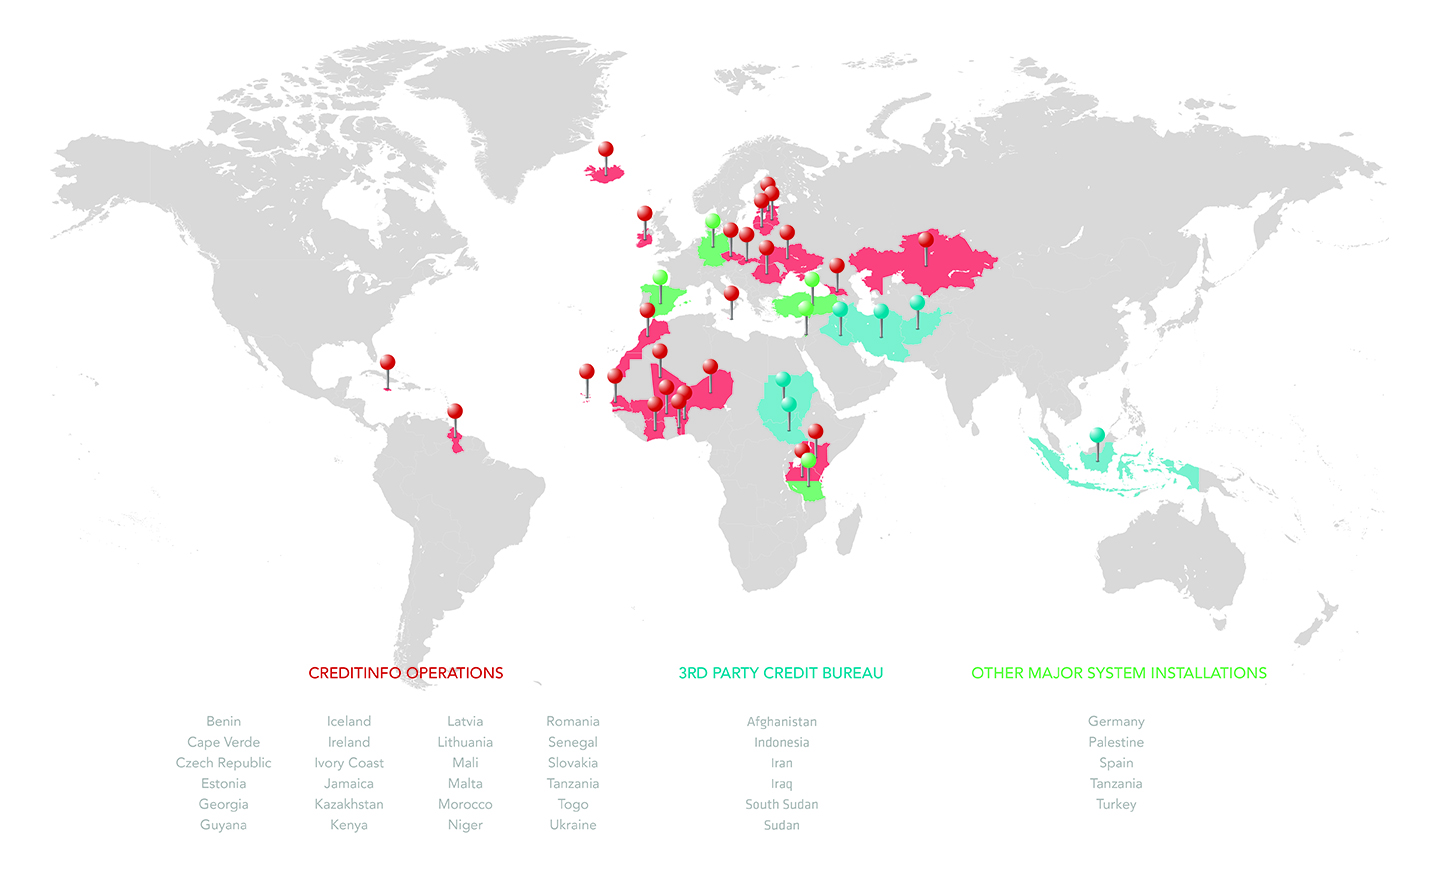 CREDITINFO OPERATIONS
Benin
Cape Verde
Czech Republic
Estonia
Georgia
Guyana
Iceland
Ireland
Ivory Coast
Jamaica
Kazakhstan
Kenya
Latvia
Lithuania
Mali
Malta
Morocco
Niger
Romania
Senegal
Slovakia
Tanzania
Togo
Ukraine
3RD PARTY CREDIT BUREAU
Afghanistan
Indonesia
Iran
Iraq
South Sudan
Sudan
OTHER MAJOR SYSTEM INSTALLATIONS
Germany
Palestine
Spain
Tanzania
Turkey